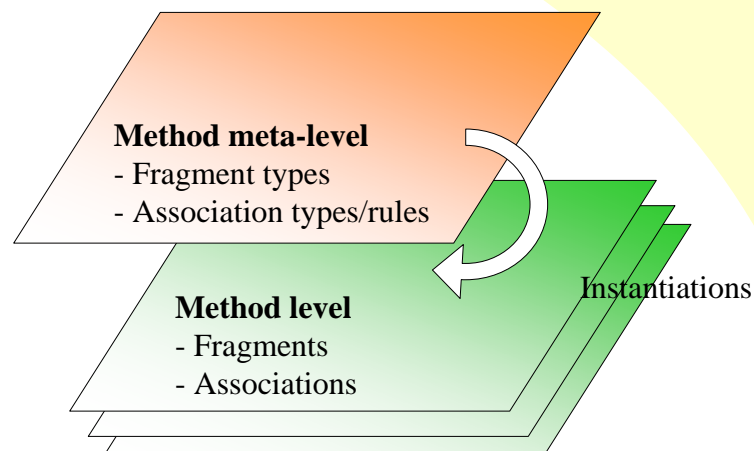 Method meta-level
- Fragment types
- Association types/rules
Instantiations
Method level
- Fragments
- Associations